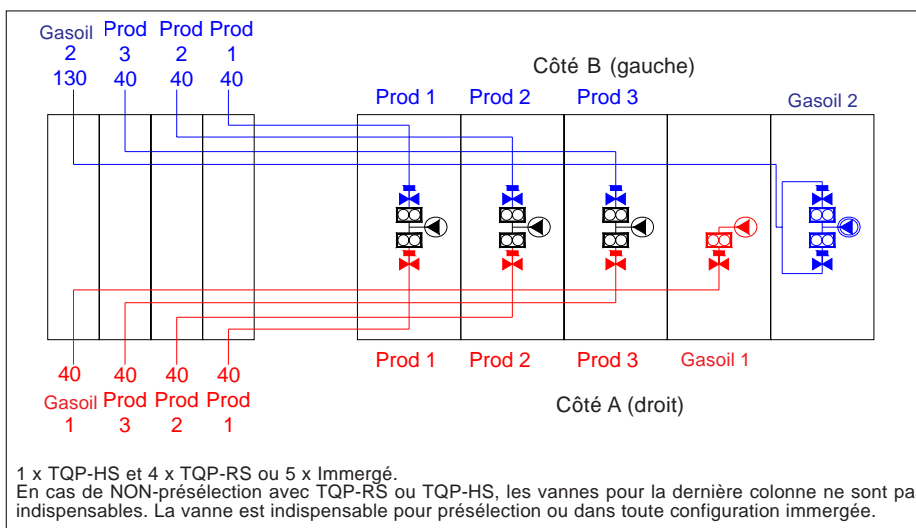 Gasoil Prod Prod Prod
2 3 2 1
130 40 40 40
Côté B (gauche)
Prod 1 Prod 2 Prod 3 Gasoil 2
Prod 1 Prod 2 Prod 3 Gasoil 1
40 40 40 40
Gasoil Prod Prod Prod
1 3 2 1
Côté A (droit)
1 x TQP-HS et 4 x TQP-RS ou 5 x Immergé.
En cas de NON-présélection avec TQP-RS ou TQP-HS, les vannes pour la dernière colonne ne sont pa
indispensables. La vanne est indispensable pour présélection ou dans toute configuration immergée.